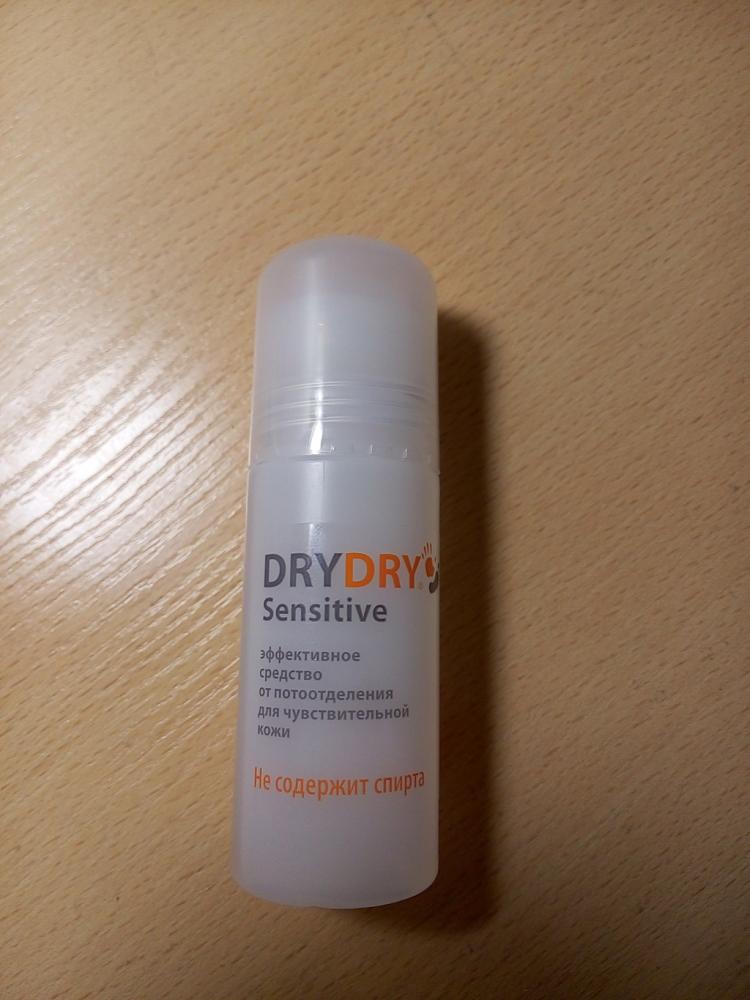 DRYDRY®
Sensitive
эффективное
средство
от потоотделения
для чувствительной
кожи
Не содержит спирта